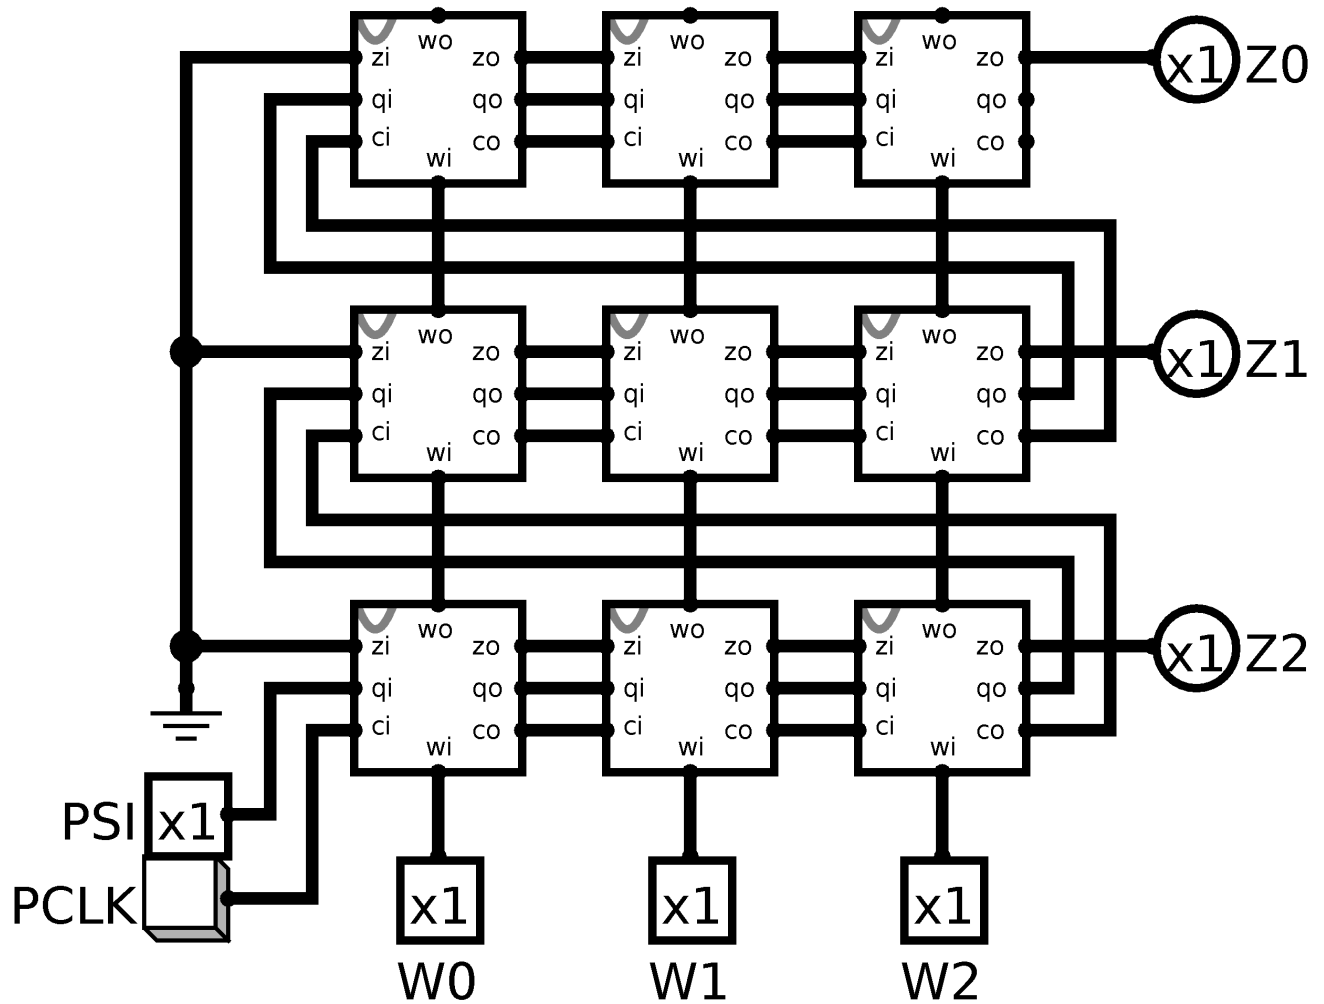 wo wo wo
zi zo zi zo zi zo x1 Z0
qi qo qi qo qi qo
ci co ci co ci co
wi wi wi
wo wo wo
zi zo zi zo zi zo x1 Z1
qi qo qi qo qi qo
ci co ci co ci co
wi wi wi
wo wo wo
zi zo zi zo zi zo x1 Z2
qi qo qi qo qi qo
ci co ci co ci co
wi wi wi
PSI x1
PCLK x1 x1 x1
W0 W1 W2